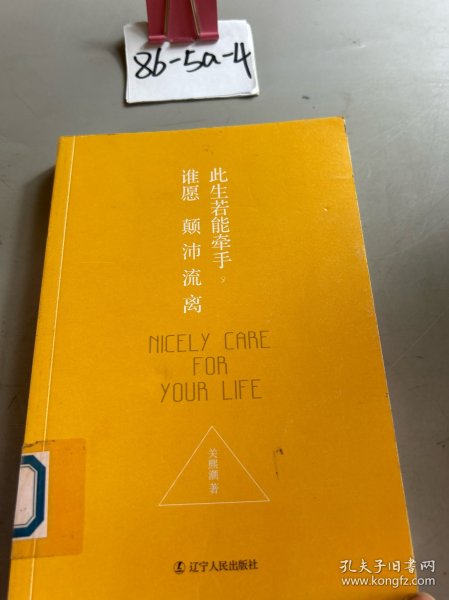 8b-5a-4
此生若能牵手，
谁愿 颠沛流离
NICELY CARE
FOR
YOUR LIFE
关熙潮 著
辽宁人民出版社
孔夫子旧书网
www.kongfz.com